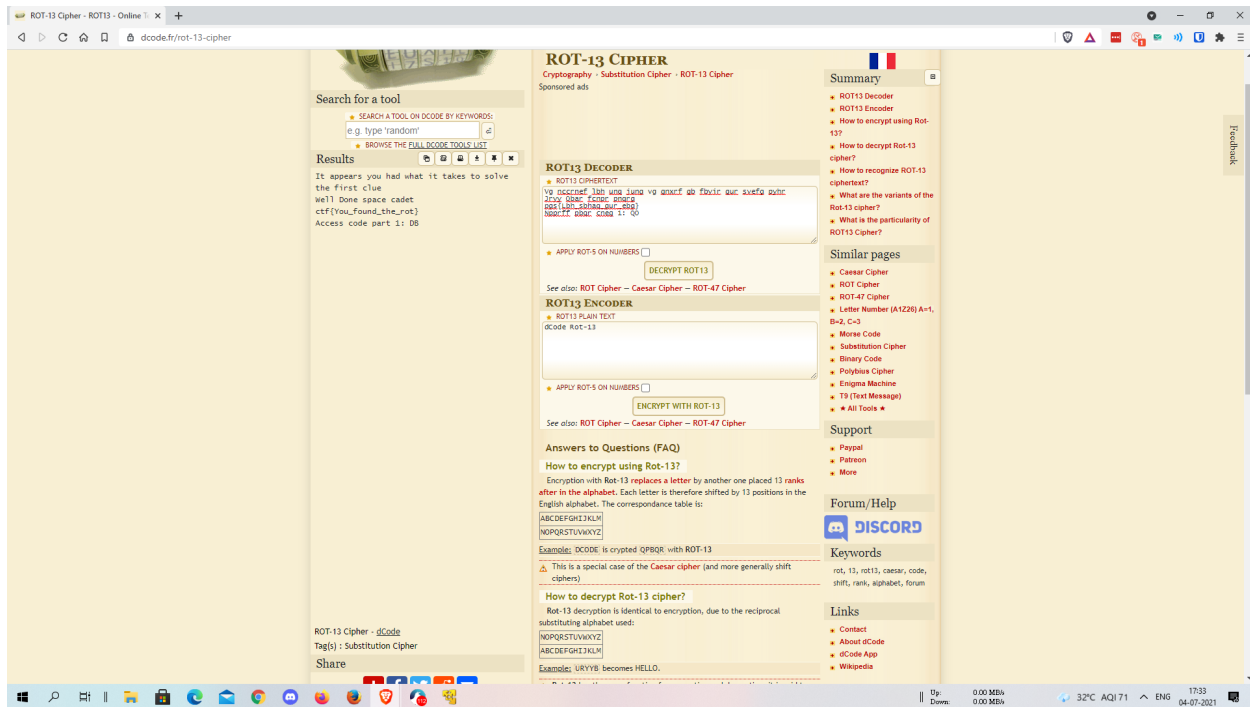 ROT-13 Cipher - ROT13 - Online T
dcode.fr/rot-13-cipher
Search for a tool
SEARCH A TOOL ON DCODE BY KEYWORDS:
e.g. type 'random'
BROWSE THE FULL DCODE TOOLS' LIST
Results
It appears you had what it takes to solve
the first clue
Well Done space cadet
ctf{You_found_the_rot}
Access code part 1: DB
ROT-13 Cipher - dCode
Tag(s) : Substitution Cipher
Share
ROT-13 CIPHER
Cryptography - Substitution Cipher - ROT-13 Cipher
Sponsored ads
ROT13 DECODER
ROT13 CIPHERTEXT
Vg nccrnef lbh unq jung vg gnxrf gb fbyir gur svefg pyhr
Jryy Qbar fcnpr pnqrg
pgs{Lbh_sbhaq_gur_ebg}
Npprff pbqr cneg 1: QO
APPLY ROT-5 ON NUMBERS
DECRYPT ROT13
See also: ROT Cipher — Caesar Cipher — ROT-47 Cipher
ROT13 ENCODER
ROT13 PLAIN TEXT
dCode Rot-13
APPLY ROT-5 ON NUMBERS
ENCRYPT WITH ROT-13
See also: ROT Cipher — Caesar Cipher — ROT-47 Cipher
Answers to Questions (FAQ)
How to encrypt using Rot-13?
Encryption with Rot-13 replaces a letter by another one placed 13 ranks
after in the alphabet. Each letter is therefore shifted by 13 positions in the
English alphabet. The correspondance table is:
ABCDEFGHIJKLM
NOPQRSTUVWXYZ
Example: DCODE is crypted QPBQR with ROT-13
This is a special case of the Caesar cipher (and more generally shift
ciphers)
How to decrypt Rot-13 cipher?
Rot-13 decryption is identical to encryption, due to the reciprocal
substituting alphabet used:
NOPQRSTUVWXYZ
ABCDEFGHIJKLM
Example: URYYB becomes HELLO.
Summary
ROT13 Decoder
ROT13 Encoder
How to encrypt using Rot-
13?
How to decrypt Rot-13
cipher?
How to recognize ROT-13
ciphertext?
What are the variants of the
Rot-13 cipher?
What is the particularity of
ROT13 Cipher?
Similar pages
Caesar Cipher
ROT Cipher
ROT-47 Cipher
Letter Number (A1Z26) A=1,
B=2, C=3
Morse Code
Substitution Cipher
Binary Code
Polybius Cipher
Enigma Machine
T9 (Text Message)
★ All Tools ★
Support
Paypal
Patreon
More
Forum/Help
DISCORD
Keywords
rot, 13, rot13, caesar, code,
shift, rank, alphabet, forum
Links
Contact
About dCode
dCode App
Wikipedia
Feedback
Up: 0.00 MB/s
Down: 0.00 MB/s
32°C AQI 71
ENG
17:33
04-07-2021